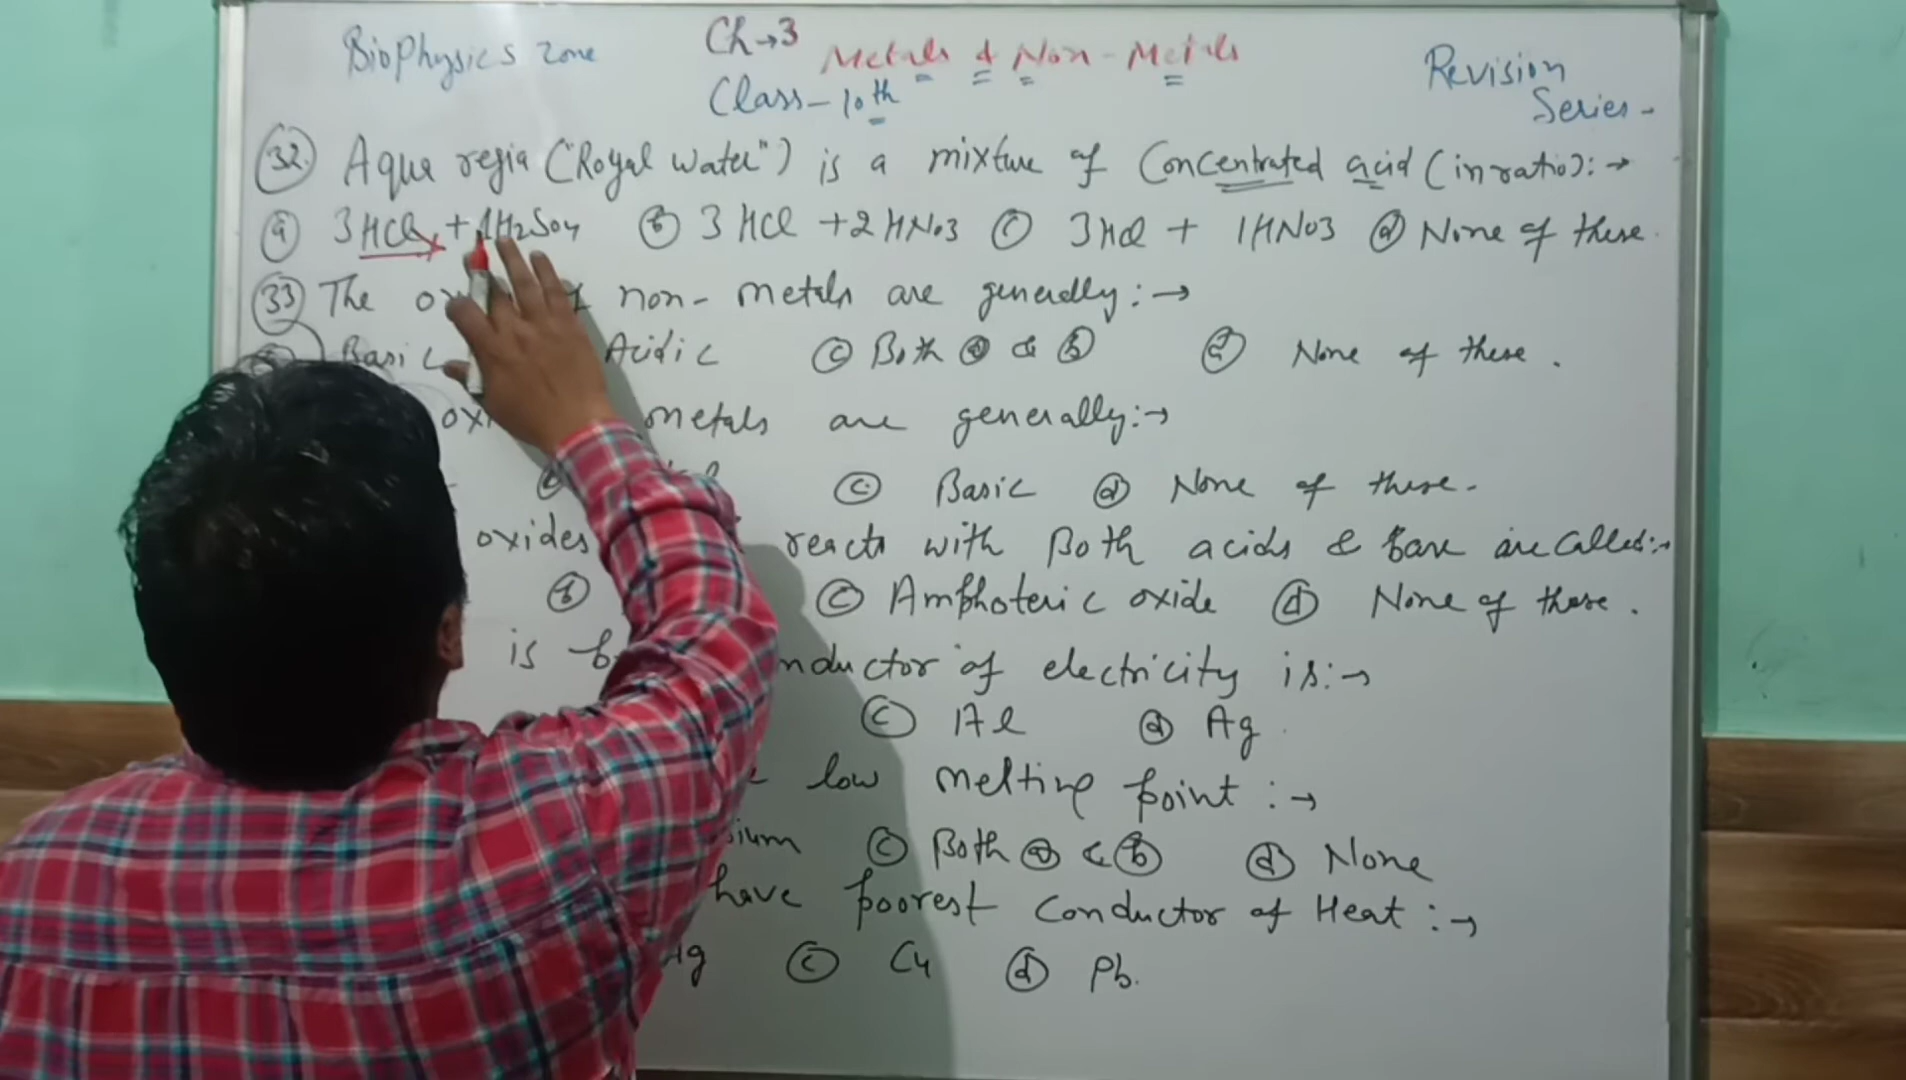 BioPhysics Zone
Ch→3 Metals & Non-Metals
Class-10th
Revision Series-
32. Aqua regia ("Royal Water") is a mixture of Concentrated acid (in ratio):→
(a) 3HCl + 1H2SO4 (b) 3HCl + 2HNO3 (c) 3HCl + 1HNO3 (d) None of these.
33 The non-metals are generally:→
Basic Acidic (c) Both (a) & (b) (d) None of these.
metals are generally:→
(c) Basic (d) None of these-
oxides reacts with Both acids & base are called:→
(b) (c) Amphoteric oxide (d) None of these.
is of electricity is:→
(c) Al (d) Ag.
low melting point:→
(c) Both (a) & (b) (d) None
have poorest Conductor of Heat:→
(c) Cu (d) Pb.